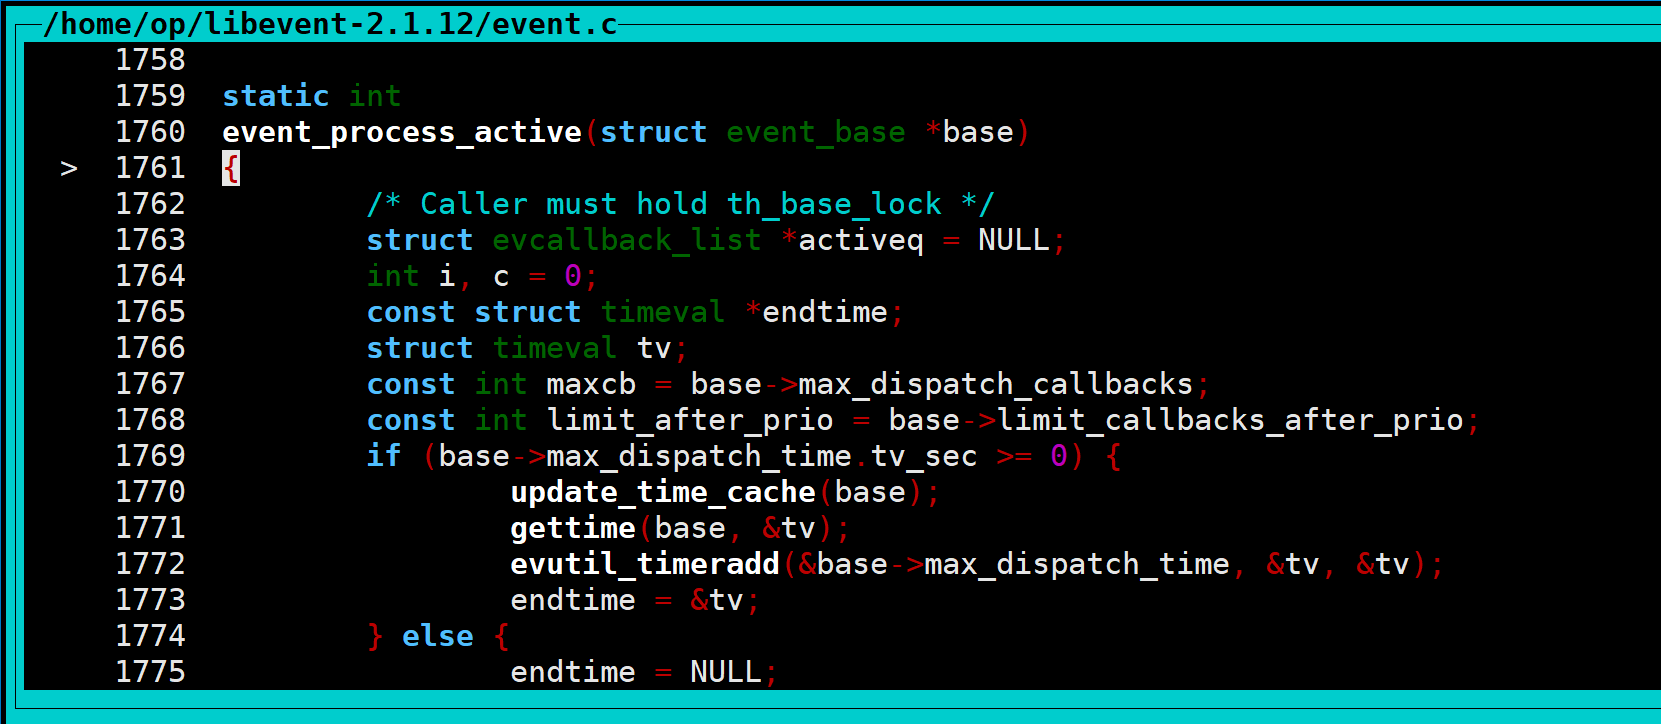 /home/op/libevent-2.1.12/event.c
1758
1759  static int
1760  event_process_active(struct event_base *base)
> 1761  {
1762          /* Caller must hold th_base_lock */
1763          struct evcallback_list *activeq = NULL;
1764          int i, c = 0;
1765          const struct timeval *endtime;
1766          struct timeval tv;
1767          const int maxcb = base->max_dispatch_callbacks;
1768          const int limit_after_prio = base->limit_callbacks_after_prio;
1769          if (base->max_dispatch_time.tv_sec >= 0) {
1770                  update_time_cache(base);
1771                  gettime(base, &tv);
1772                  evutil_timeradd(&base->max_dispatch_time, &tv, &tv);
1773                  endtime = &tv;
1774          } else {
1775                  endtime = NULL;